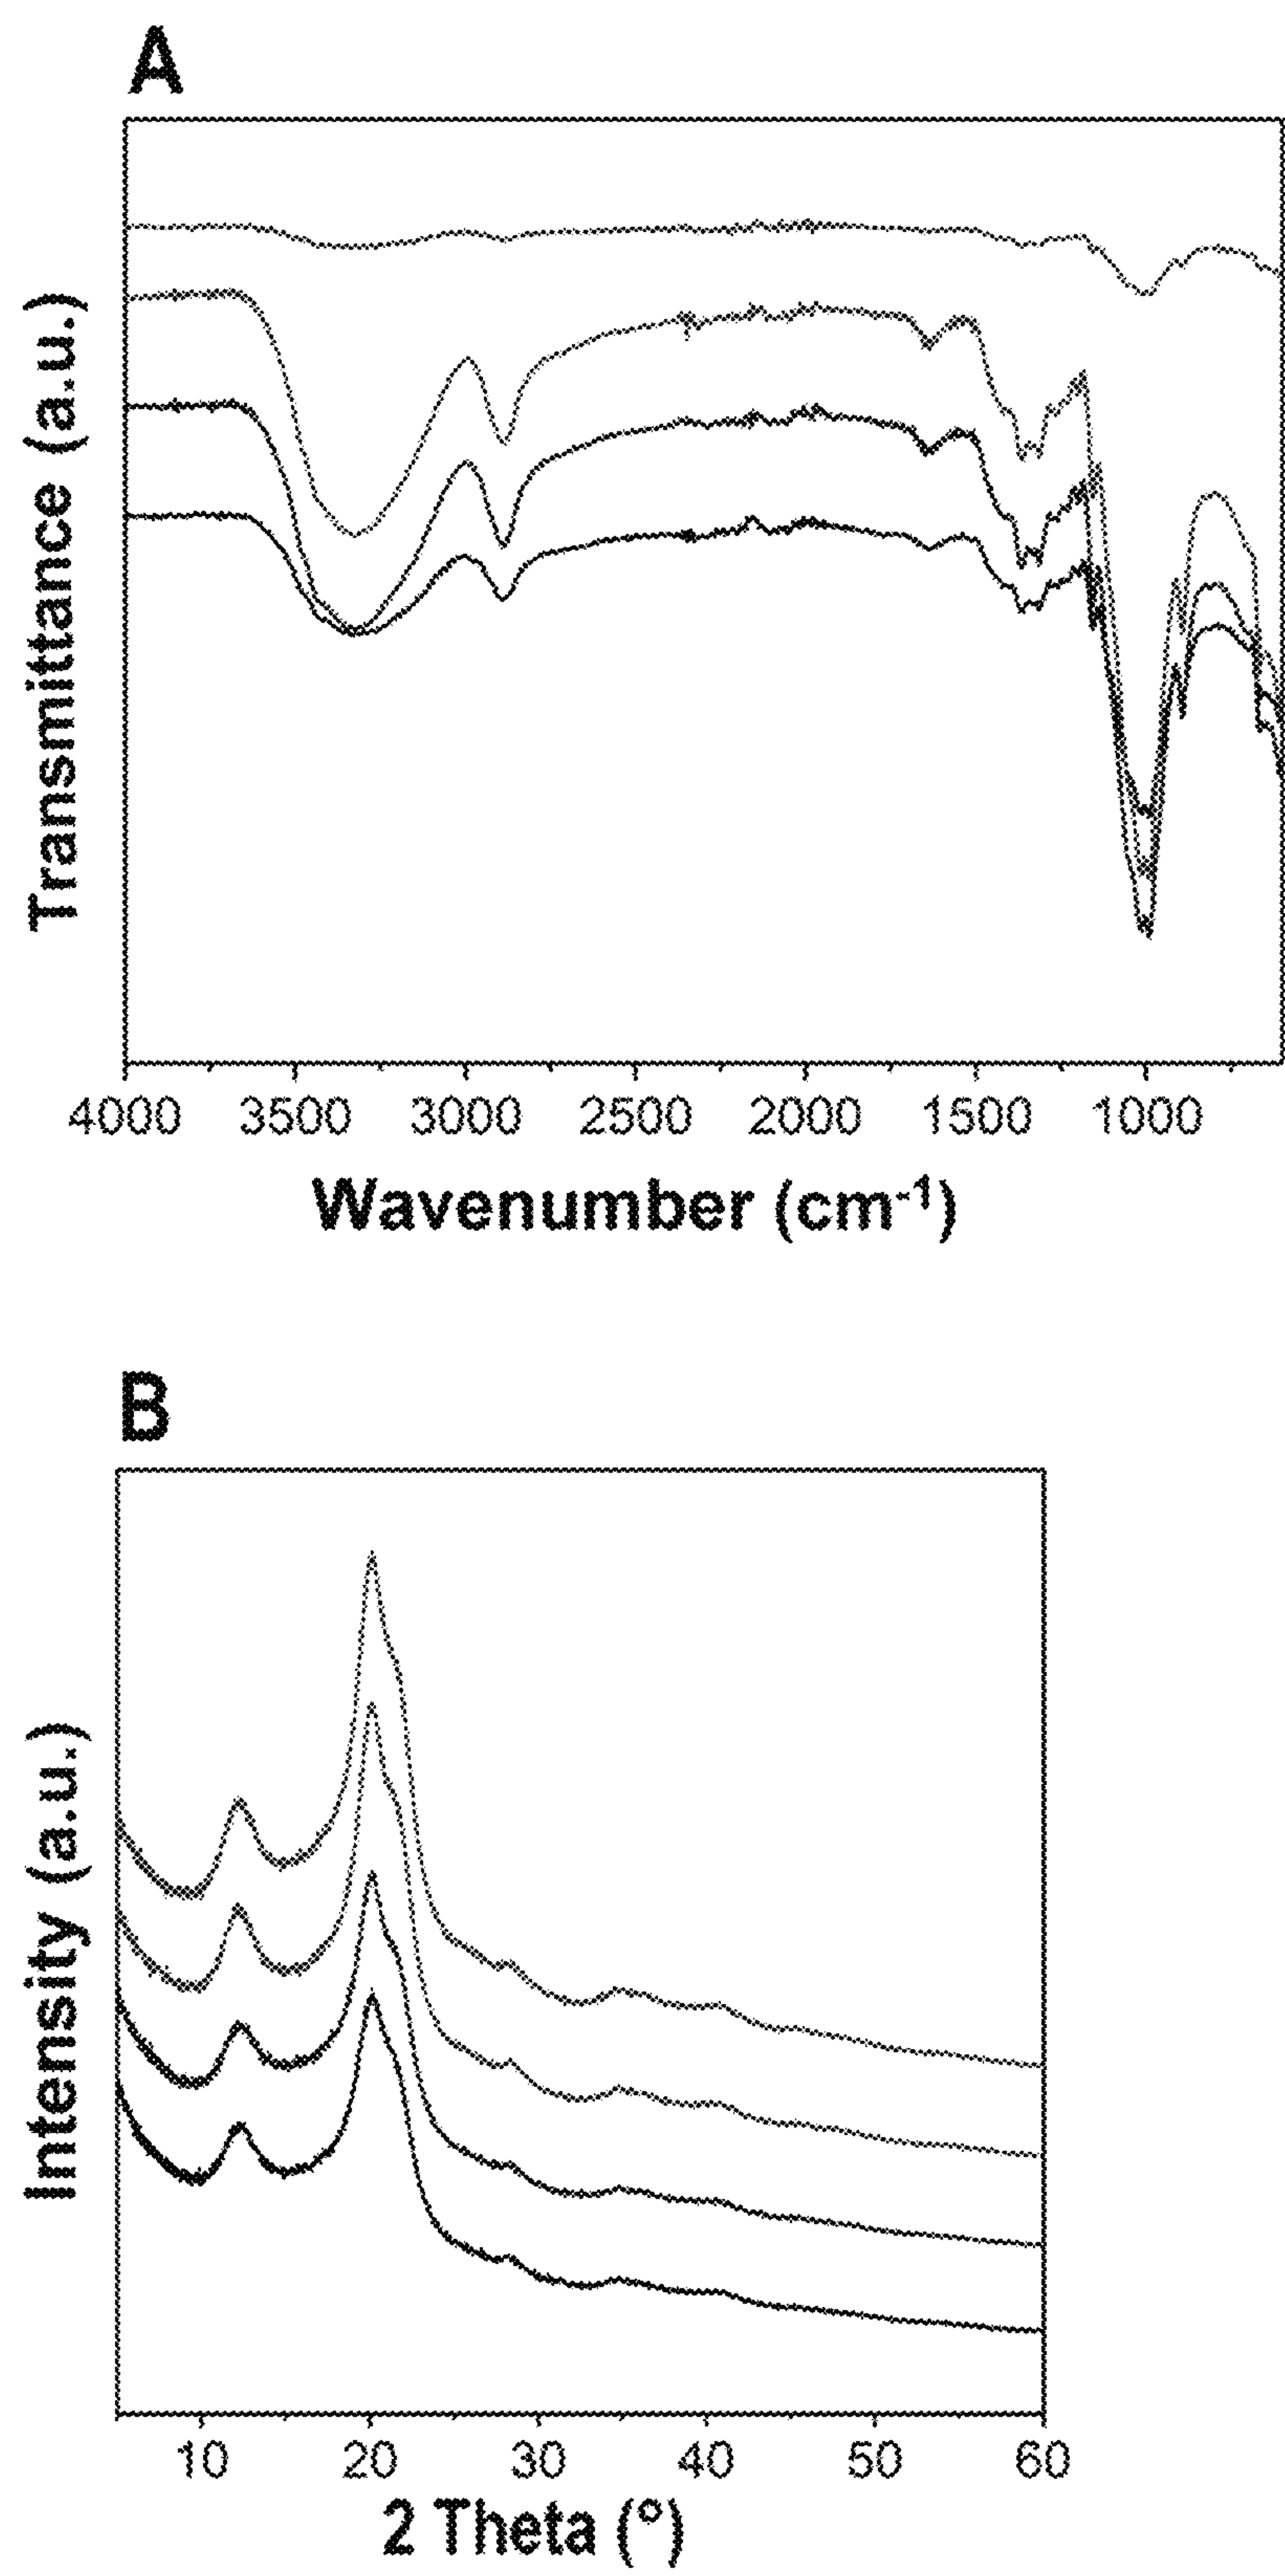 A
Transmittance (a.u.)
4000 3500 3000 2500 2000 1500 1000
Wavenumber (cm⁻¹)
B
Intensity (a.u.)
10 20 30 40 50 60
2 Theta (°)